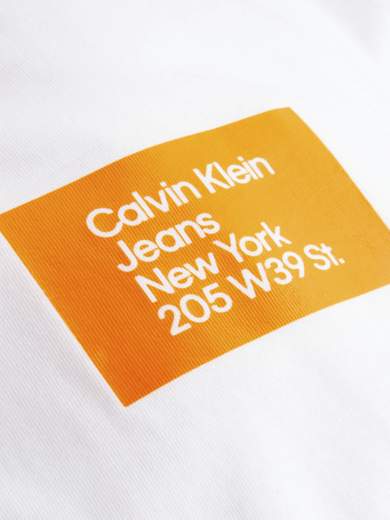 Calvin Klein
Jeans
New York
205 W39 St.